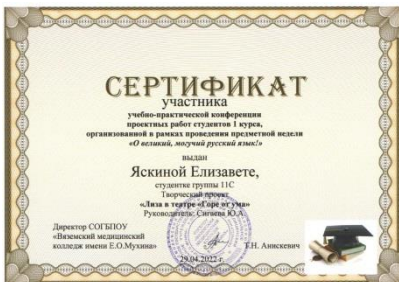 СЕРТИФИКАТ
участника
учебно-практической конференции
проектных работ студентов 1 курса,
организованной в рамках проведения предметной недели
«О великий, могучий русский язык!»
выдан
Яскиной Елизавете,
студентке группы 11С
Творческий проект
«Лиза в театре «Горе от ума»
Руководитель: Сигаева Ю.А.
Директор СОГБПОУ
«Вяземский медицинский
колледж имени Е.О.Мухина» Т.Н. Анискевич
29.04.2022 г.